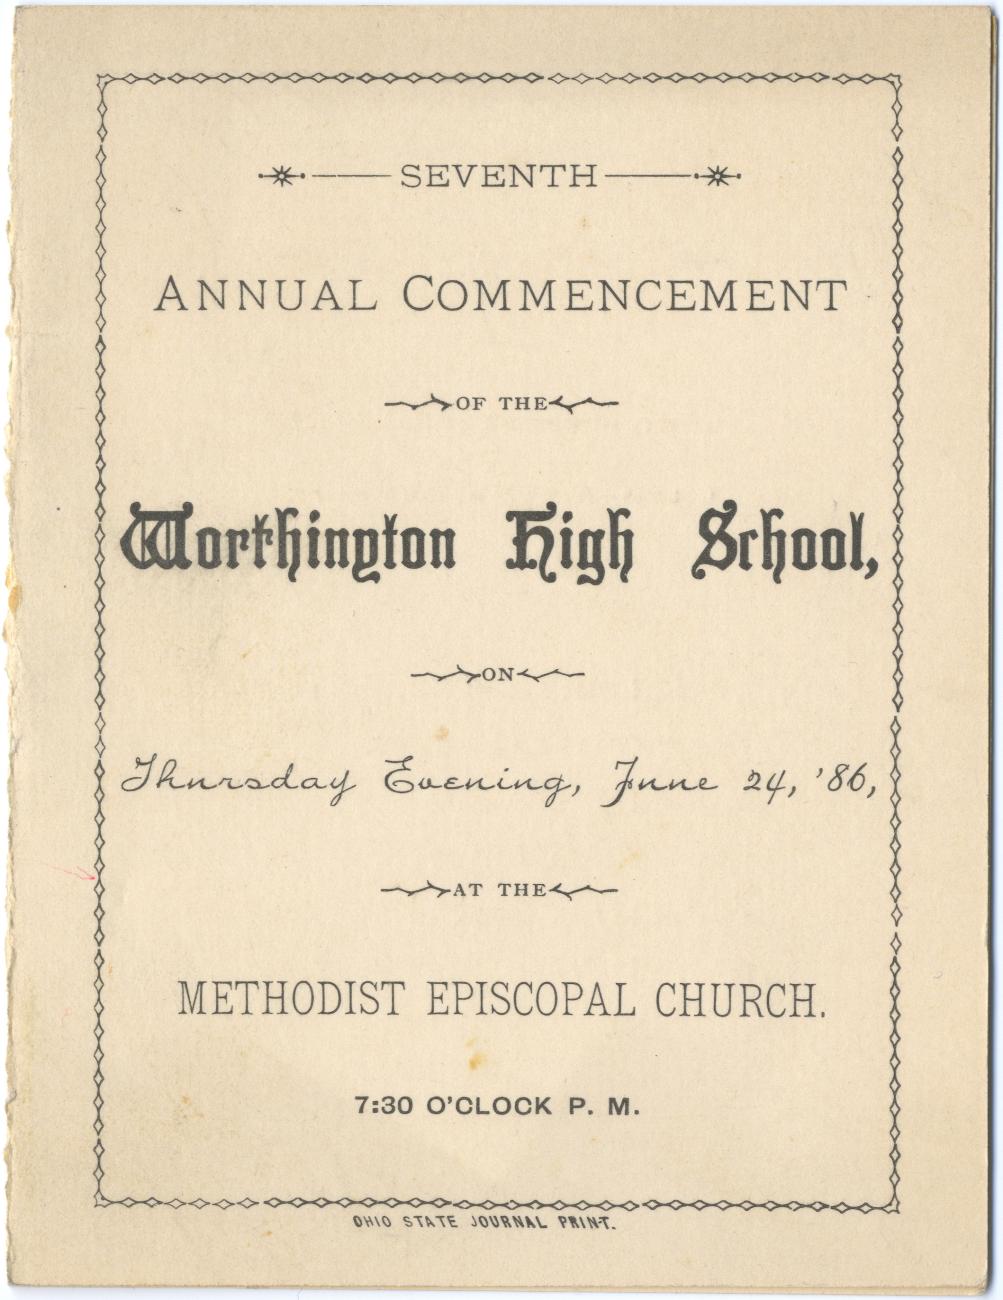 SEVENTH
ANNUAL COMMENCEMENT
OF THE
Worthington High School,
ON
Thursday Evening, June 24, '86,
AT THE
METHODIST EPISCOPAL CHURCH.
7:30 O'CLOCK P. M.
OHIO STATE JOURNAL PRINT.